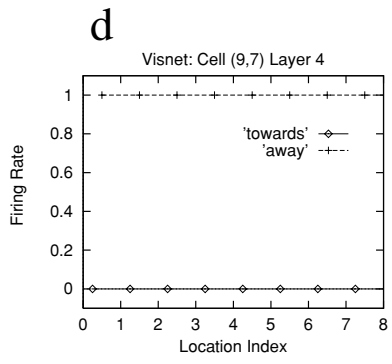 d
Visnet: Cell (9,7) Layer 4
1
'towards'
'away'
0.8
0.6
0.4
0.2
0
Firing Rate
0 1 2 3 4 5 6 7 8
Location Index